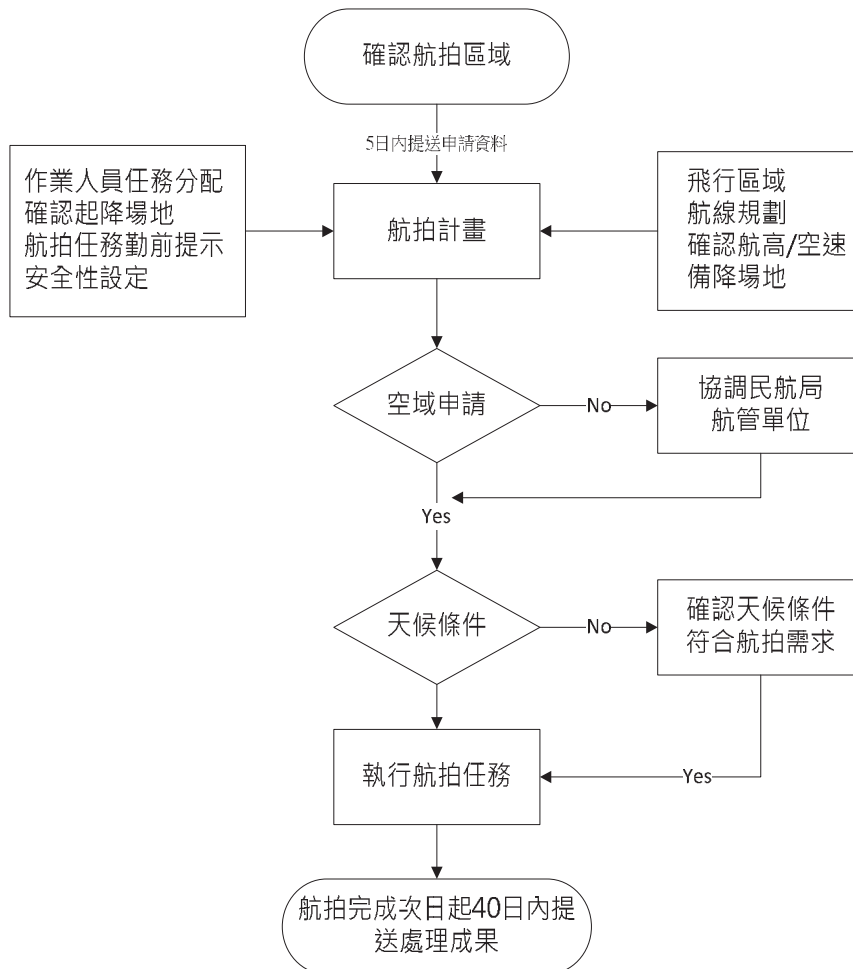 確認航拍區域
5日內提送申請資料
作業人員任務分配
確認起降場地
航拍任務勤前提示
安全性設定
航拍計畫
飛行區域
航線規劃
確認航高/空速
備降場地
空域申請
No
協調民航局
航管單位
Yes
天候條件
No
確認天候條件
符合航拍需求
執行航拍任務
Yes
航拍完成次日起40日內提
送處理成果